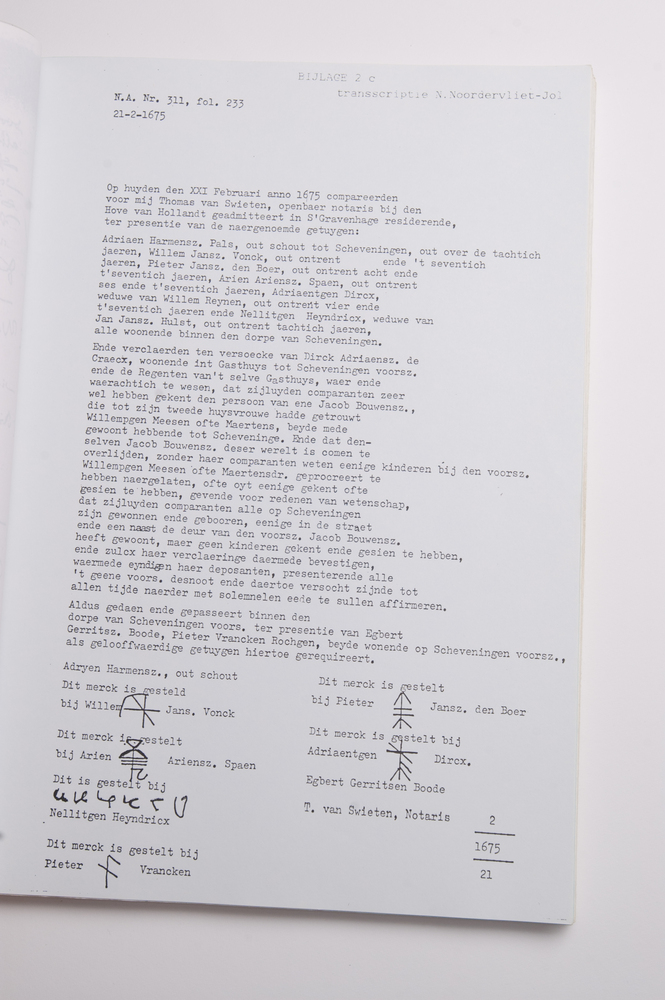 BIJLAGE 2 c
transscriptie N.Noordervliet-Jol
N.A. Nr. 311, fol. 233
21-2-1675
Op huyden den XXI Februari anno 1675 compareerden
voor mij Thomas van Swieten, openbaer notaris bij den
Hove van Hollandt geadmitteert in S'Gravenhage residerende,
ter presentie van de naergenoemde getuygen:
Adriaen Harmensz. Pals, out schout tot Scheveningen, out over de tachtich
jaeren, Willem Jansz. Vonck, out ontrent ende 't seventich
jaeren, Pieter Jansz. den Boer, out ontrent acht ende
t'seventich jaeren, Arien Ariensz. Spaen, out ontrent
ses ende t'seventich jaeren, Adriaentgen Dircx,
weduwe van Willem Reynen, out ontrent vier ende
t'seventich jaeren ende Nellitgen Heyndricx, weduwe van
Jan Jansz. Hulst, out ontrent tachtich jaeren,
alle woonende binnen den dorpe van Scheveningen.
Ende verclaerden ten versoecke van Dirck Adriaensz. de
Craecx, woonende int Gasthuys tot Scheveningen voorsz.
ende de Regenten van't selve Gasthuys, waer ende
waerachtich te wesen, dat zijluyden comparanten zeer
wel hebben gekent den persoon van ene Jacob Bouwensz.,
die tot zijn tweede huysvrouwe hadde getrouwt
Willempgen Meesen ofte Maertens, beyde mede
gewoont hebbende tot Scheveninge. Ende dat den-
selven Jacob Bouwensz. deser werelt is comen te
overlijden, zonder haer comparanten weten eenige kinderen bij den voorsz.
Willempgen Meesen ofte Maertensdr. geprocreert te
hebben naergelaten, ofte oyt eenige gekent ofte
gesien te hebben, gevende voor redenen van wetenschap,
dat zijluyden comparanten alle op Scheveningen
zijn gewonnen ende gebooren, eenige in de straet
ende een naast de deur van den voorsz. Jacob Bouwensz.
heeft gewoont, maer geen kinderen gekent ende gesien te hebben,
ende zulcx haer verclaeringe daermede bevestigen,
waermede eyndigen haer deposanten, presenterende alle
't geene voors. desnoot ende daertoe versocht zijnde tot
allen tijde naerder met solemnelen eede te sullen affirmeren.
Aldus gedaen ende gepasseert binnen den
dorpe van Scheveningen voors. ter presentie van Egbert
Gerritsz. Boode, Pieter Vrancken Rochgen, beyde wonende op Scheveningen voorsz.,
als gelooffwaerdige getuygen hiertoe gerequireert.
Adryen Harmensz., out schout
Dit merck is gesteld
bij Willem Jans. Vonck
Dit merck is gestelt
bij Arien Ariensz. Spaen
Dit is gestelt bij
Nellitgen Heyndricx
Dit merck is gestelt bij
Pieter Vrancken
Dit merck is gestelt
bij Pieter Jansz. den Boer
Dit merck is gestelt bij
Adriaentgen Dircx.
Egbert Gerritsen Boode
T. van Swieten, Notaris
2
1675
21